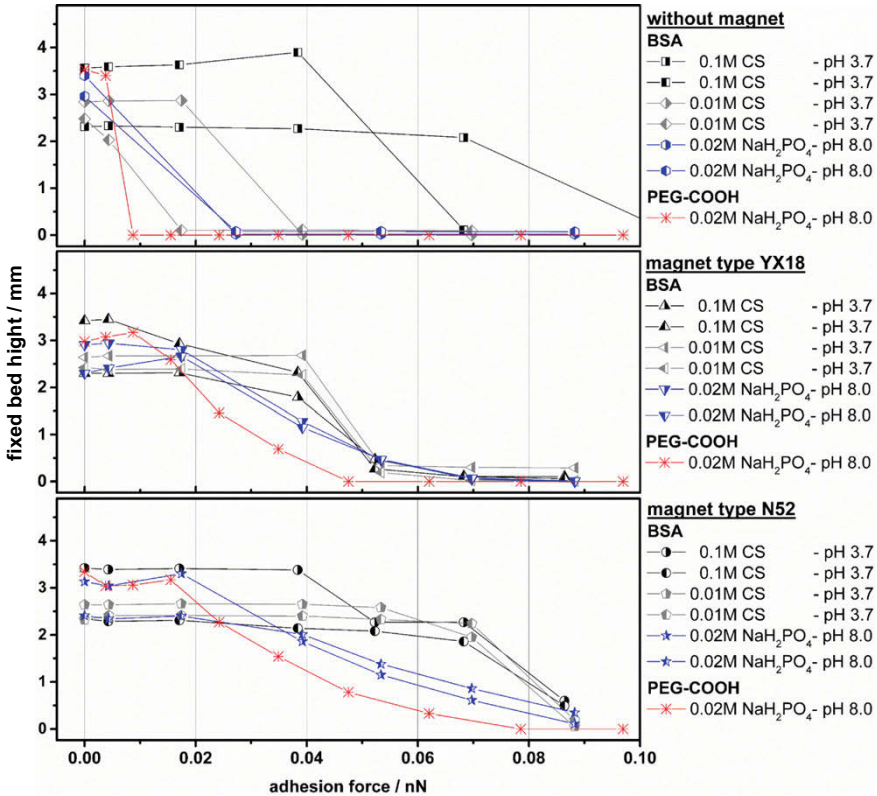 fixed bed hight / mm
4
3
2
1
0
without magnet
BSA
0.1M CS - pH 3.7
0.1M CS - pH 3.7
0.01M CS - pH 3.7
0.01M CS - pH 3.7
0.02M NaH₂PO₄- pH 8.0
0.02M NaH₂PO₄- pH 8.0
PEG-COOH
0.02M NaH₂PO₄- pH 8.0
4
3
2
1
0
magnet type YX18
BSA
0.1M CS - pH 3.7
0.1M CS - pH 3.7
0.01M CS - pH 3.7
0.01M CS - pH 3.7
0.02M NaH₂PO₄- pH 8.0
0.02M NaH₂PO₄- pH 8.0
PEG-COOH
0.02M NaH₂PO₄- pH 8.0
4
3
2
1
0
magnet type N52
BSA
0.1M CS - pH 3.7
0.1M CS - pH 3.7
0.01M CS - pH 3.7
0.01M CS - pH 3.7
0.02M NaH₂PO₄- pH 8.0
0.02M NaH₂PO₄- pH 8.0
PEG-COOH
0.02M NaH₂PO₄- pH 8.0
0.00 0.02 0.04 0.06 0.08 0.10
adhesion force / nN